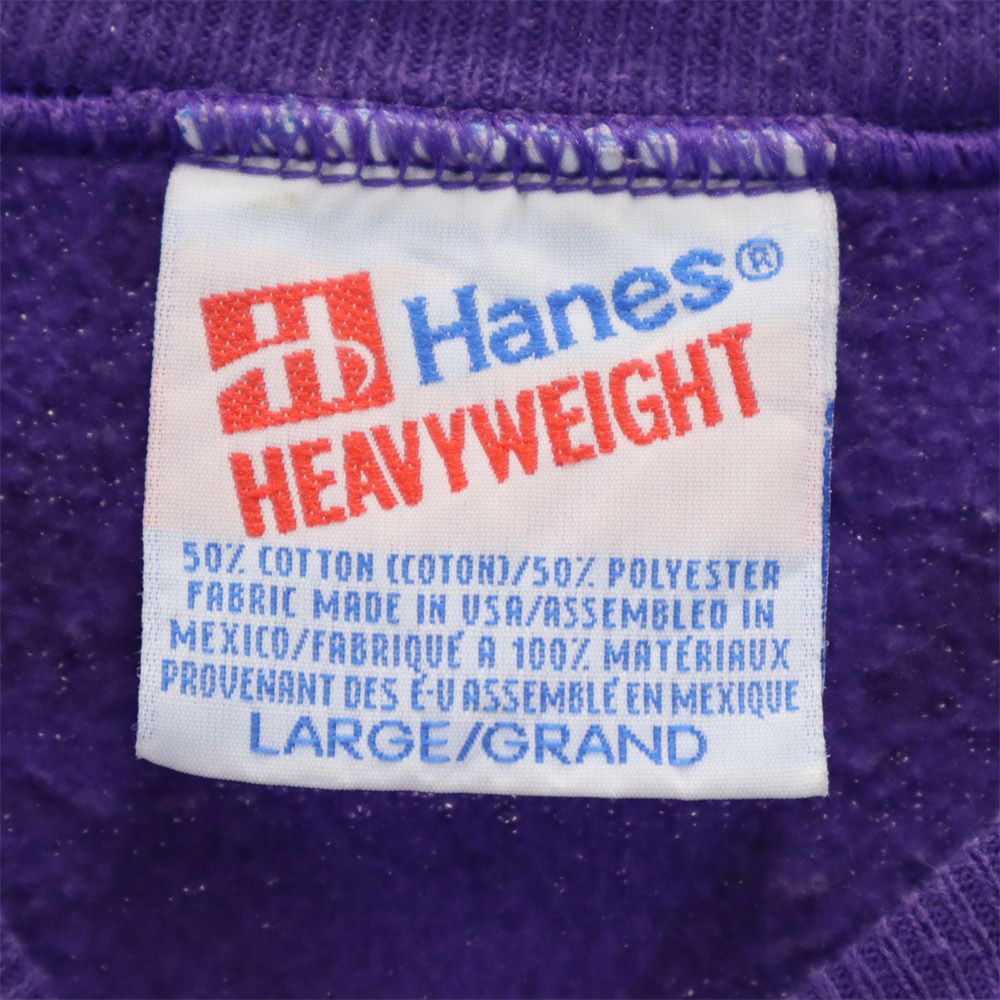 Hanes®
HEAVYWEIGHT
50% COTTON (COTON)/50% POLYESTER
FABRIC MADE IN USA/ASSEMBLED IN
MEXICO/FABRIQUÉ A 100% MATÉRIAUX
PROVENANT DES É-U ASSEMBLÉ EN MEXIQUE
LARGE/GRAND